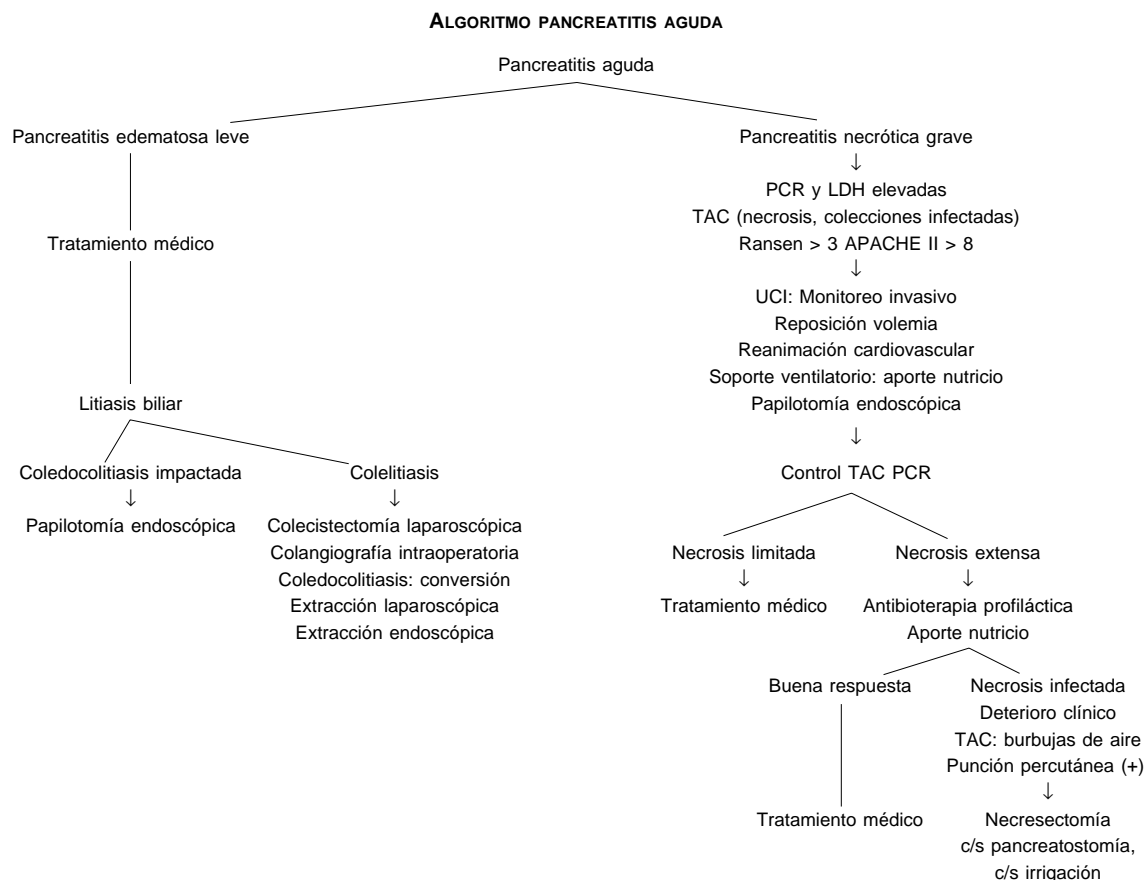 ALGORITMO PANCREATITIS AGUDA
Pancreatitis aguda
Pancreatitis edematosa leve
Pancreatitis necrótica grave
↓
PCR y LDH elevadas
TAC (necrosis, colecciones infectadas)
Ransen > 3 APACHE II > 8
↓
Tratamiento médico
UCI: Monitoreo invasivo
Reposición volemia
Reanimación cardiovascular
Soporte ventilatorio: aporte nutricio
Papilotomía endoscópica
↓
Litiasis biliar
Coledocolitiasis impactada
↓
Papilotomía endoscópica
Colelitiasis
↓
Colecistectomía laparoscópica
Colangiografía intraoperatoria
Coledocolitiasis: conversión
Extracción laparoscópica
Extracción endoscópica
Control TAC PCR
Necrosis limitada
↓
Tratamiento médico
Necrosis extensa
↓
Antibioterapia profiláctica
Aporte nutricio
Buena respuesta
Tratamiento médico
Necrosis infectada
Deterioro clínico
TAC: burbujas de aire
Punción percutánea (+)
↓
Necresectomía
c/s pancreatostomía,
c/s irrigación